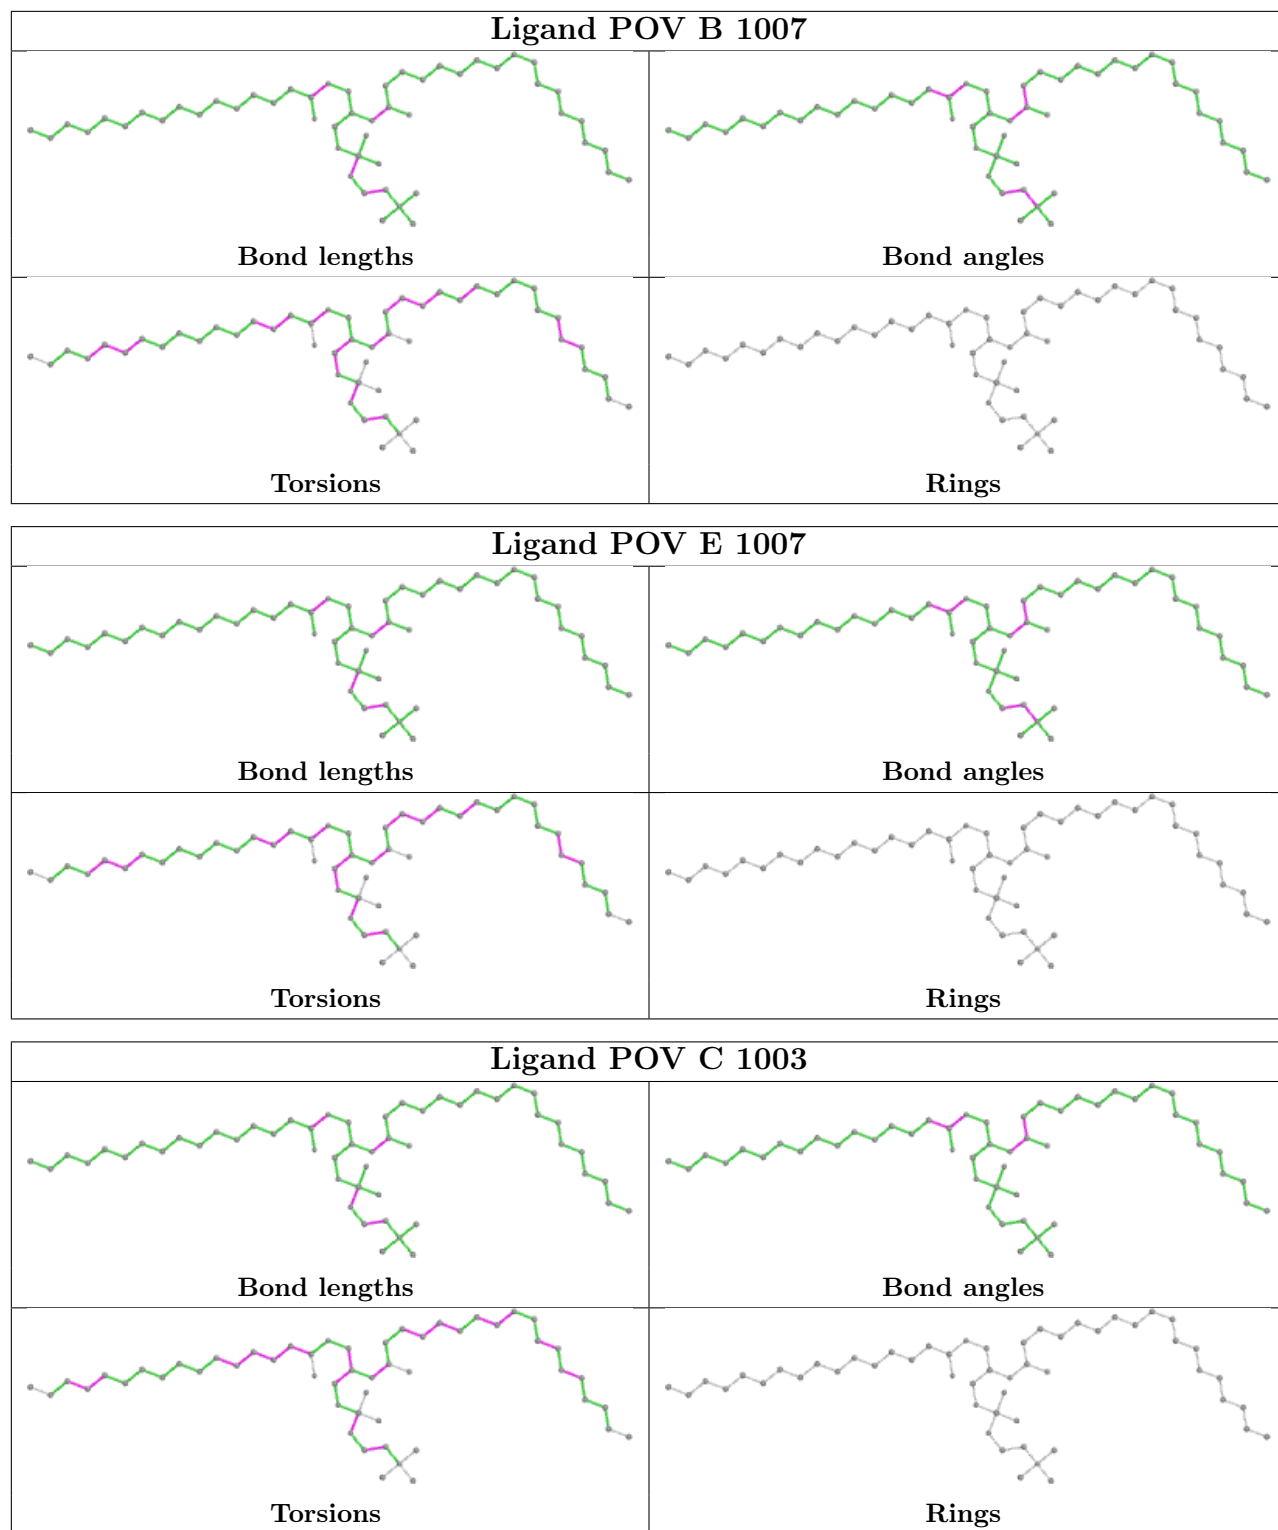 Ligand POV B 1007
Bond lengths
Bond angles
Torsions
Rings
Ligand POV E 1007
Bond lengths
Bond angles
Torsions
Rings
Ligand POV C 1003
Bond lengths
Bond angles
Torsions
Rings